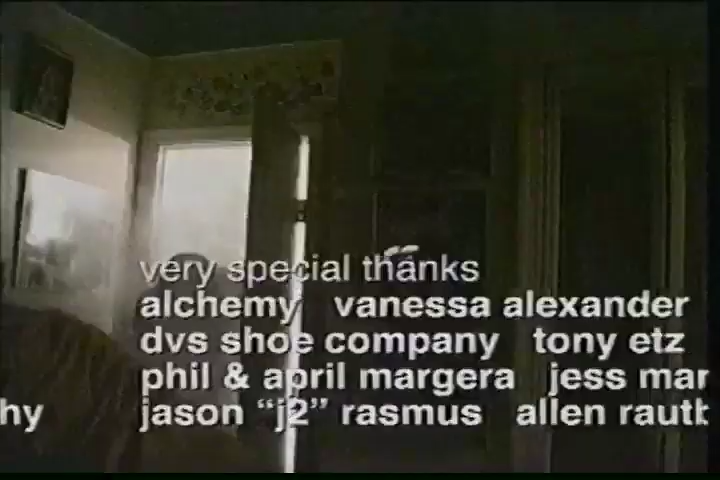 very special thanks
alchemy vanessa alexander
dvs shoe company tony etz
phil & april margera jess mar
hy jason “j2” rasmus allen rautk